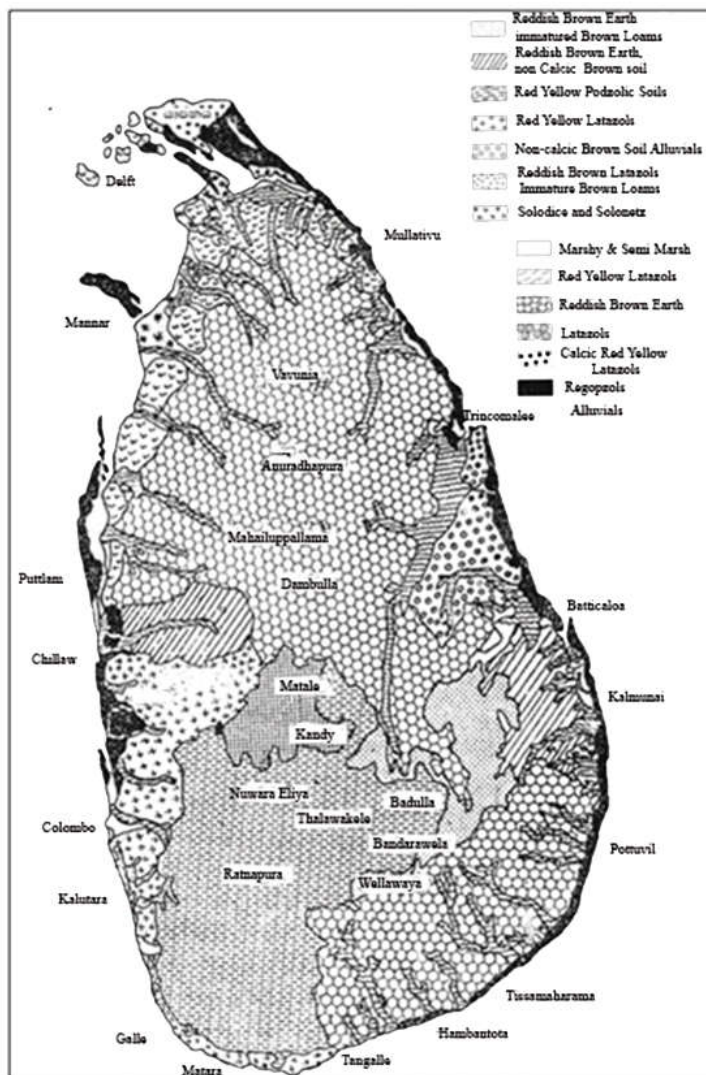 Reddish Brown Earth
immatured Brown Loams
Reddish Brown Earth,
non Calcic Brown soil
Red Yellow Podzolic Soils
Red Yellow Latazols
Non-calcic Brown Soil Alluvials
Reddish Brown Latazols
Immature Brown Loams
Solodice and Solonetz
Marshy & Semi Marsh
Red Yellow Latazols
Reddish Brown Earth
Latazols
Calcic Red Yellow
Latazols
Regopzols
Alluvials
Delft
Mullativu
Mannar
Vavunia
Trincomalee
Anuradhapura
Mahailuppallama
Puttlam
Dambulla
Batticaloa
Chillaw
Matale
Kalmunai
Kandy
Nuwara Eliya
Badulla
Thalawakele
Colombo
Bandarawela
Pottuvil
Ratnapura
Wellawaya
Kalutara
Tissamaharama
Galle
Hambantota
Tangalle
Matara